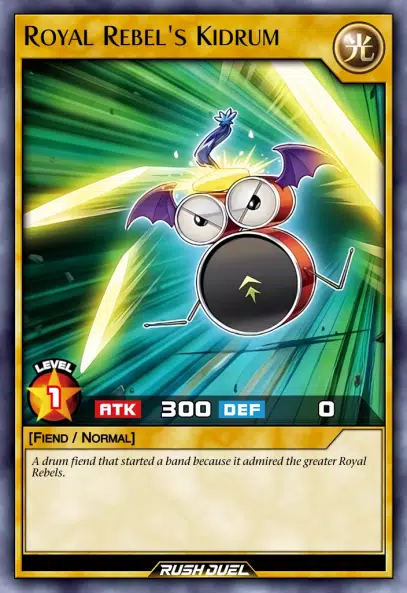 ROYAL REBEL'S KIDRUM
光
LEVEL
1
ATK 300 DEF 0
[FIEND / NORMAL]
A drum fiend that started a band because it admired the greater Royal
Rebels.
RUSH DUEL